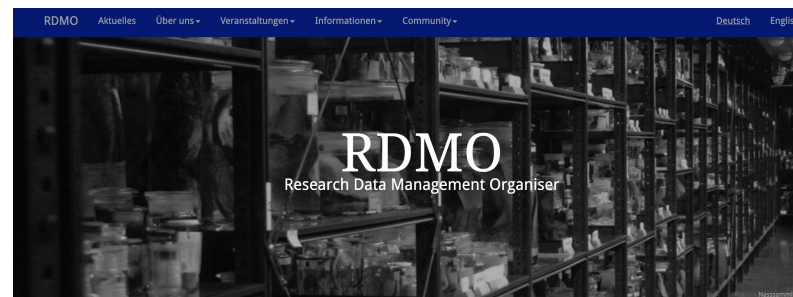 RDMO Aktuelles Über uns Veranstaltungen Informationen Community Deutsch
RDMO
Research Data Management Organiser